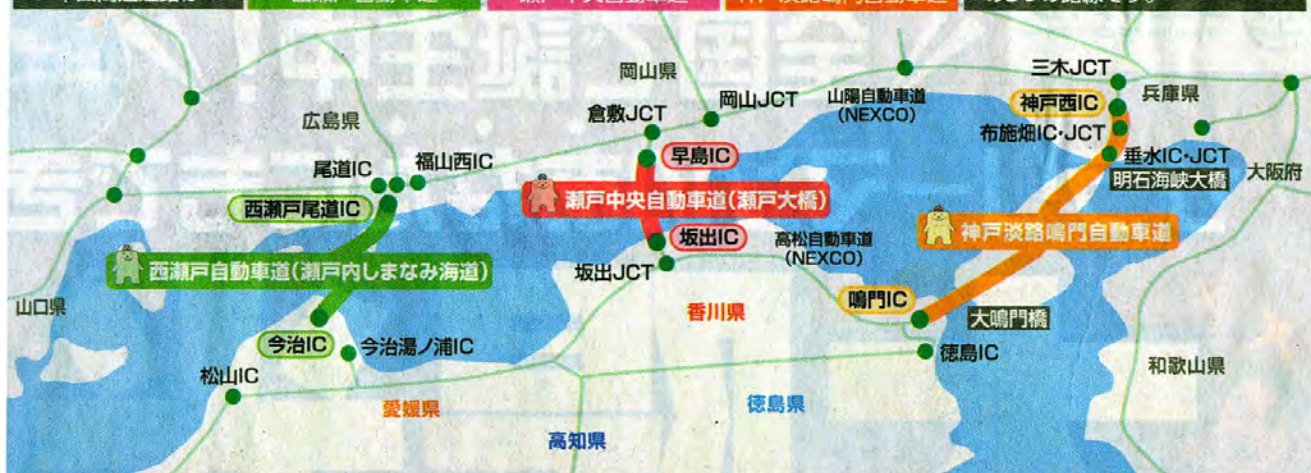 岡山県
三木JCT
倉敷JCT
岡山JCT
山陽自動車道
(NEXCO)
神戸西IC
兵庫県
広島県
布施畑IC・JCT
尾道IC
福山西IC
早島IC
垂水IC・JCT
明石海峡大橋
大阪府
西瀬戸尾道IC
瀬戸中央自動車道(瀬戸大橋)
坂出IC
高松自動車道
(NEXCO)
神戸淡路鳴門自動車道
西瀬戸自動車道(瀬戸内しまなみ海道)
坂出JCT
山口県
香川県
鳴門IC
大鳴門橋
今治IC
今治湯ノ浦IC
徳島IC
和歌山県
松山IC
愛媛県
徳島県
高知県